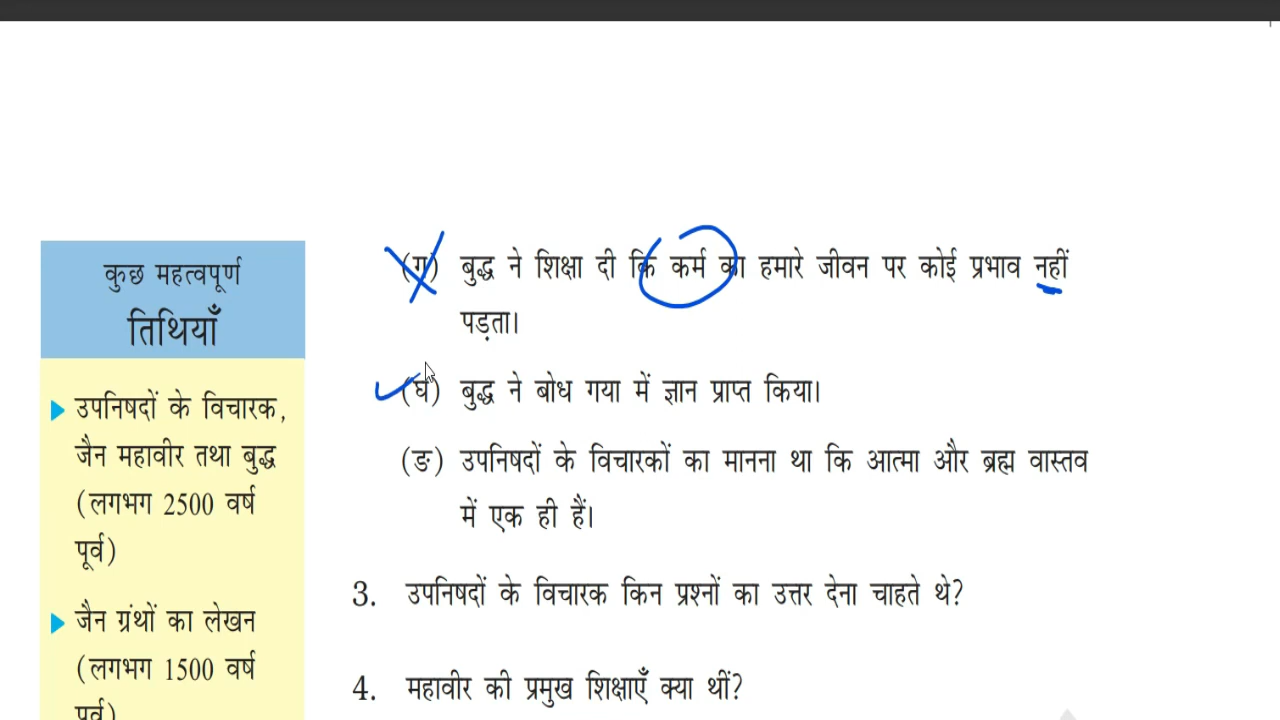 कुछ महत्वपूर्ण
तिथियाँ
उपनिषदों के विचारक,
जैन महावीर तथा बुद्ध
(लगभग 2500 वर्ष
पूर्व)
जैन ग्रंथों का लेखन
(लगभग 1500 वर्ष
पूर्व)
(ग) बुद्ध ने शिक्षा दी कि कर्म का हमारे जीवन पर कोई प्रभाव नहीं
पड़ता।
(घ) बुद्ध ने बोध गया में ज्ञान प्राप्त किया।
(ङ) उपनिषदों के विचारकों का मानना था कि आत्मा और ब्रह्म वास्तव
में एक ही हैं।
3. उपनिषदों के विचारक किन प्रश्नों का उत्तर देना चाहते थे?
4. महावीर की प्रमुख शिक्षाएँ क्या थीं?